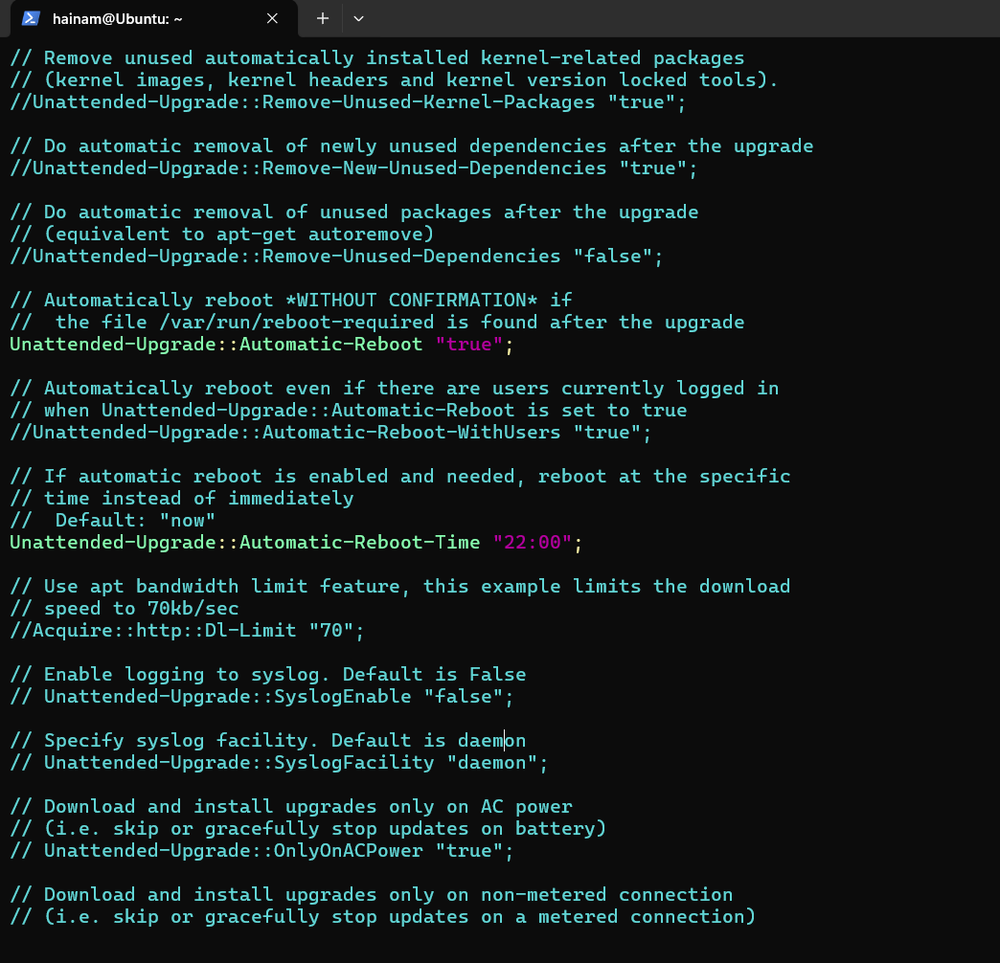 hainam@Ubuntu: ~
// Remove unused automatically installed kernel-related packages
// (kernel images, kernel headers and kernel version locked tools).
//Unattended-Upgrade::Remove-Unused-Kernel-Packages "true";
// Do automatic removal of newly unused dependencies after the upgrade
//Unattended-Upgrade::Remove-New-Unused-Dependencies "true";
// Do automatic removal of unused packages after the upgrade
// (equivalent to apt-get autoremove)
//Unattended-Upgrade::Remove-Unused-Dependencies "false";
// Automatically reboot *WITHOUT CONFIRMATION* if
//  the file /var/run/reboot-required is found after the upgrade
Unattended-Upgrade::Automatic-Reboot "true";
// Automatically reboot even if there are users currently logged in
// when Unattended-Upgrade::Automatic-Reboot is set to true
//Unattended-Upgrade::Automatic-Reboot-WithUsers "true";
// If automatic reboot is enabled and needed, reboot at the specific
// time instead of immediately
//  Default: "now"
Unattended-Upgrade::Automatic-Reboot-Time "22:00";
// Use apt bandwidth limit feature, this example limits the download
// speed to 70kb/sec
//Acquire::http::Dl-Limit "70";
// Enable logging to syslog. Default is False
// Unattended-Upgrade::SyslogEnable "false";
// Specify syslog facility. Default is daemon
// Unattended-Upgrade::SyslogFacility "daemon";
// Download and install upgrades only on AC power
// (i.e. skip or gracefully stop updates on battery)
// Unattended-Upgrade::OnlyOnACPower "true";
// Download and install upgrades only on non-metered connection
// (i.e. skip or gracefully stop updates on a metered connection)